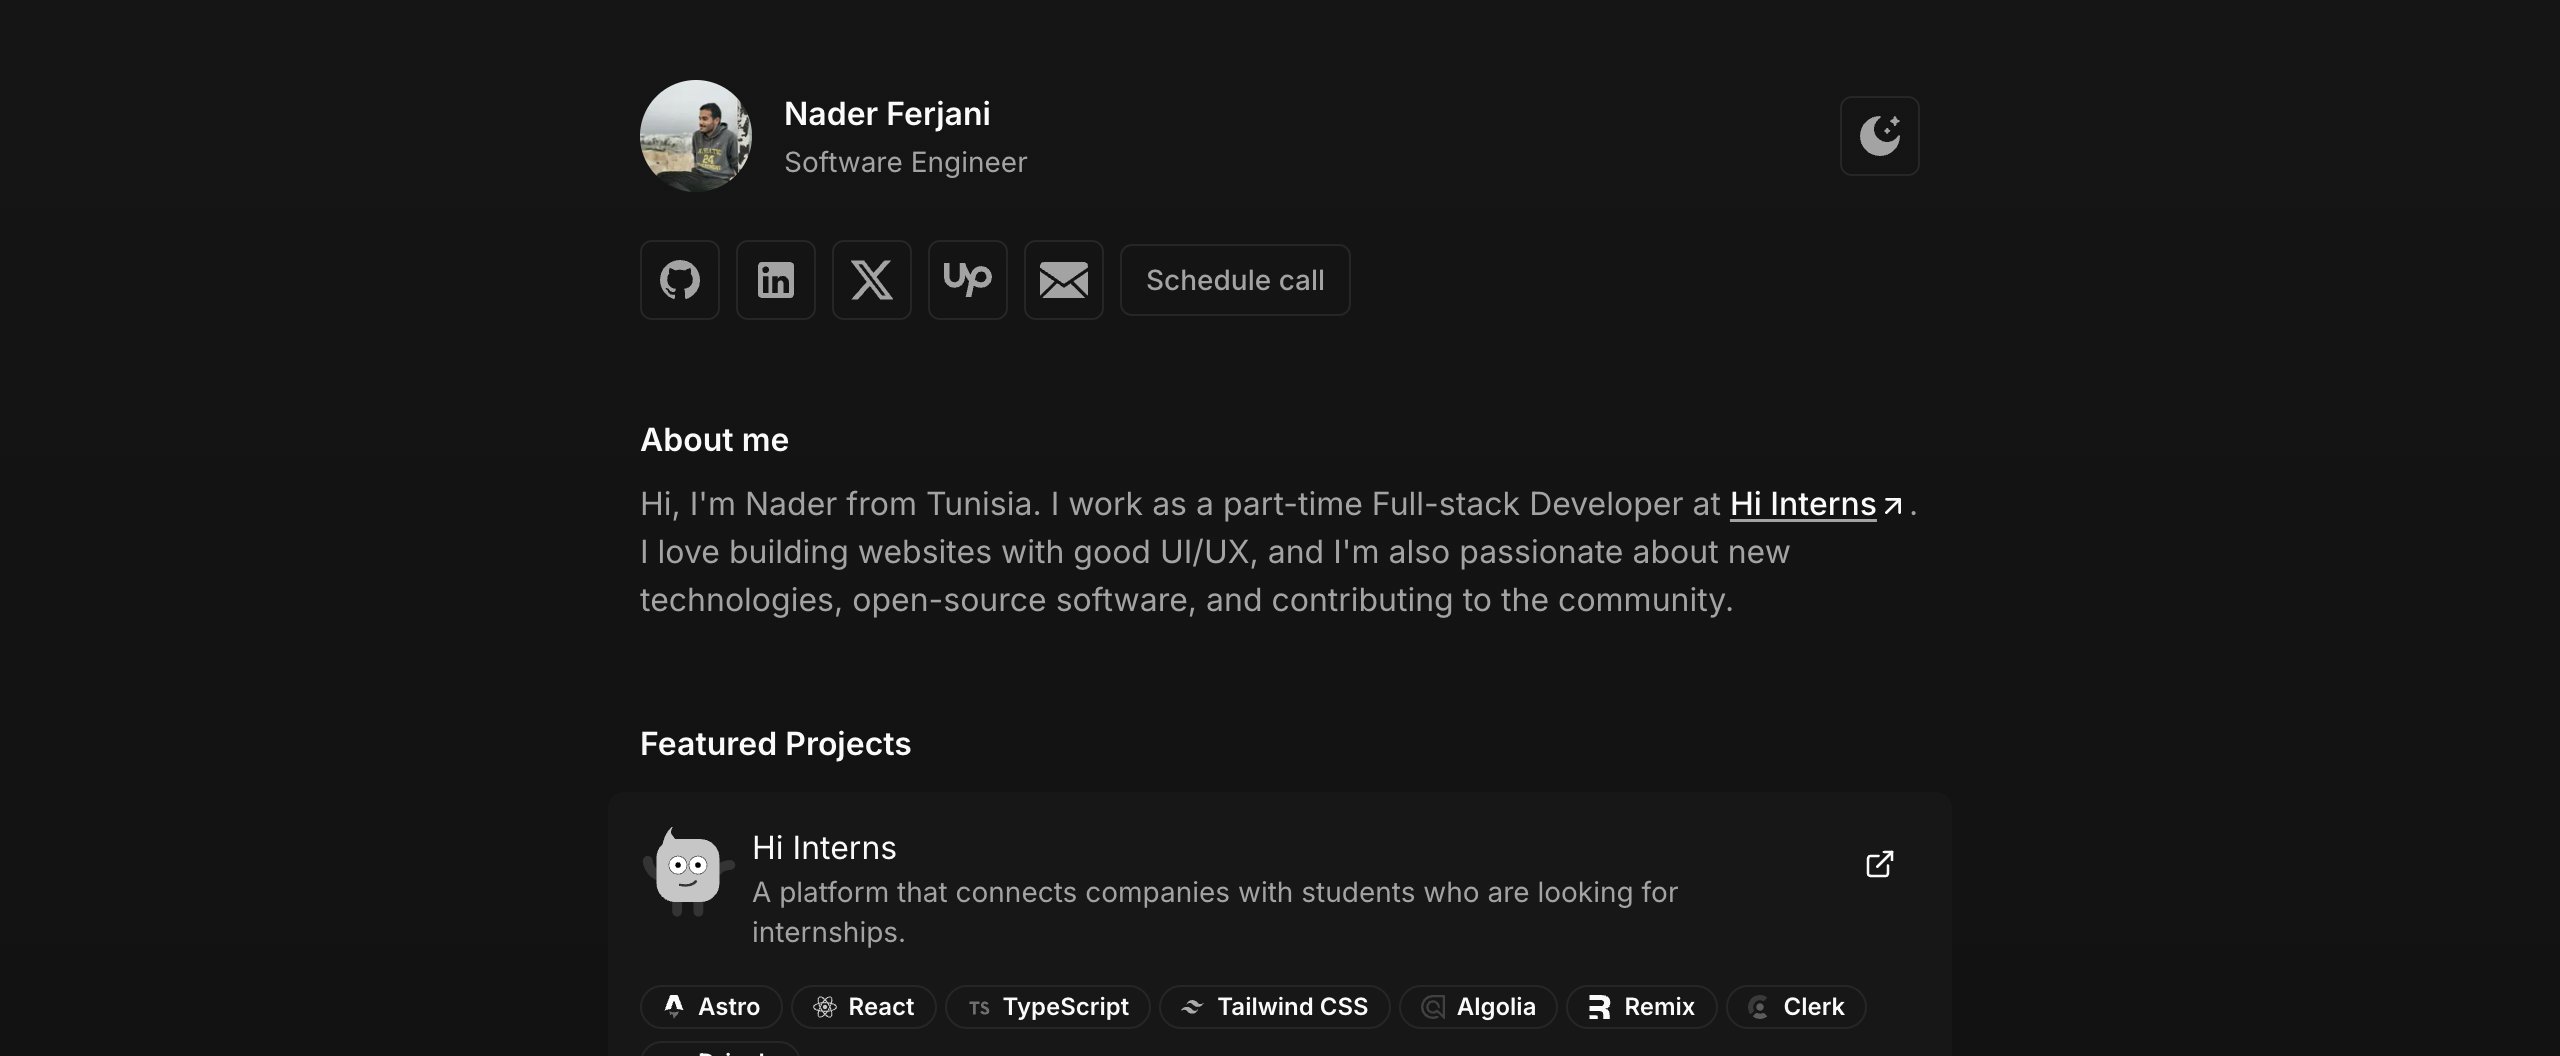 Nader Ferjani
Software Engineer
Schedule call
About me
Hi, I'm Nader from Tunisia. I work as a part-time Full-stack Developer at Hi Interns .
I love building websites with good UI/UX, and I'm also passionate about new
technologies, open-source software, and contributing to the community.
Featured Projects
Hi Interns
A platform that connects companies with students who are looking for
internships.
Astro React TS TypeScript Tailwind CSS Algolia Remix Clerk